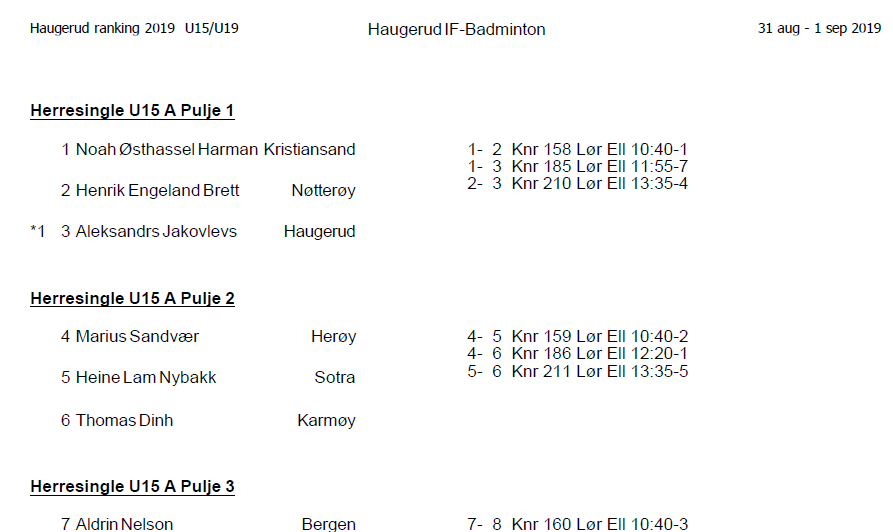 Haugerud ranking 2019 U15/U19 Haugerud IF-Badminton 31 aug - 1 sep 2019
Herresingle U15 A Pulje 1
1 Noah Østhassel Harman Kristiansand 1- 2 Knr 158 Lør Ell 10:40-1
1- 3 Knr 185 Lør Ell 11:55-7
2 Henrik Engeland Brett Nøtterøy 2- 3 Knr 210 Lør Ell 13:35-4
*1 3 Aleksandrs Jakovlevs Haugerud
Herresingle U15 A Pulje 2
4 Marius Sandvær Herøy 4- 5 Knr 159 Lør Ell 10:40-2
4- 6 Knr 186 Lør Ell 12:20-1
5 Heine Lam Nybakk Sotra 5- 6 Knr 211 Lør Ell 13:35-5
6 Thomas Dinh Karmøy
Herresingle U15 A Pulje 3
7 Aldrin Nelson Bergen 7- 8 Knr 160 Lør Ell 10:40-3